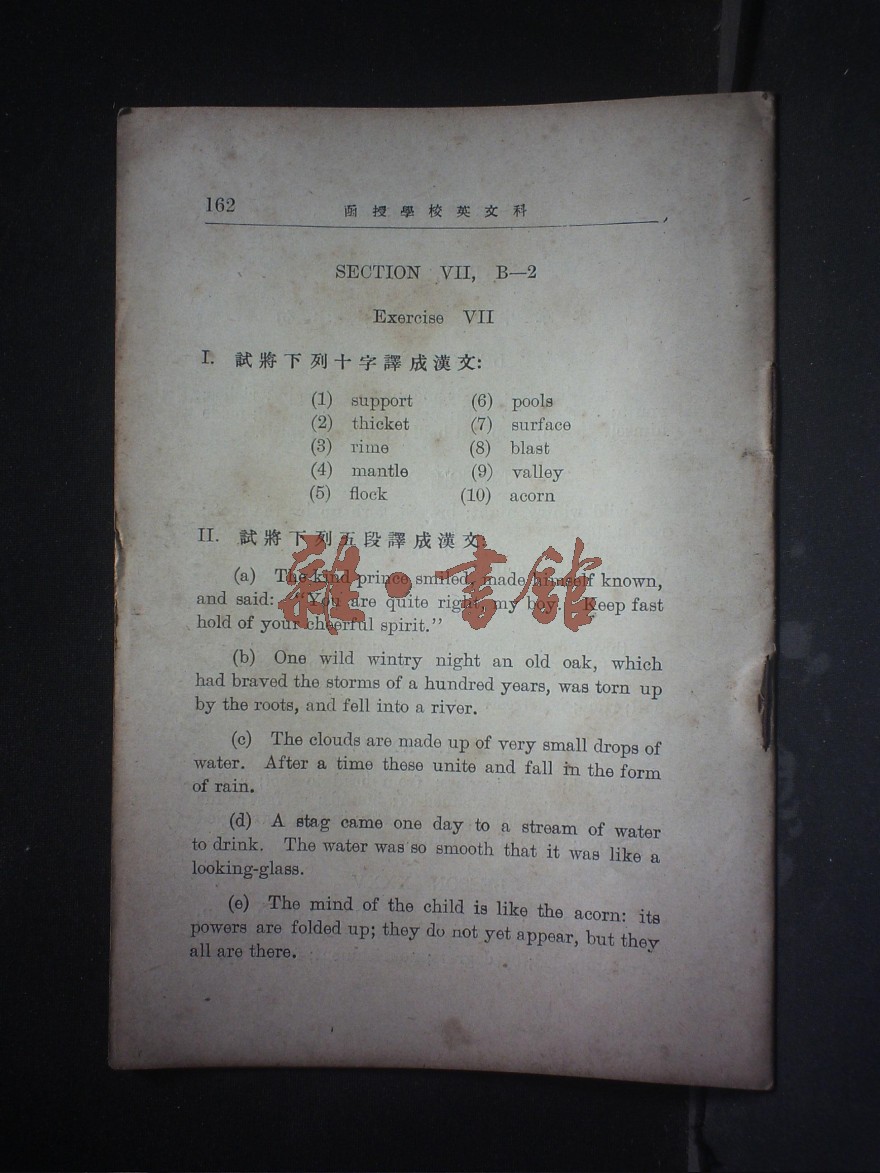 162 函授學校英文科
SECTION VII, B—2
Exercise VII
I. 試將下列十字譯成漢文:
(1) support (6) pools
(2) thicket (7) surface
(3) rime (8) blast
(4) mantle (9) valley
(5) flock (10) acorn
II. 試將下列五段譯成漢文:
(a) The kind prince smiled, made himself known,
and said: "You are quite right, my boy. Keep fast
hold of your cheerful spirit."
(b) One wild wintry night an old oak, which
had braved the storms of a hundred years, was torn up
by the roots, and fell into a river.
(c) The clouds are made up of very small drops of
water. After a time these unite and fall in the form
of rain.
(d) A stag came one day to a stream of water
to drink. The water was so smooth that it was like a
looking-glass.
(e) The mind of the child is like the acorn: its
powers are folded up; they do not yet appear, but they
all are there.
雜·書館